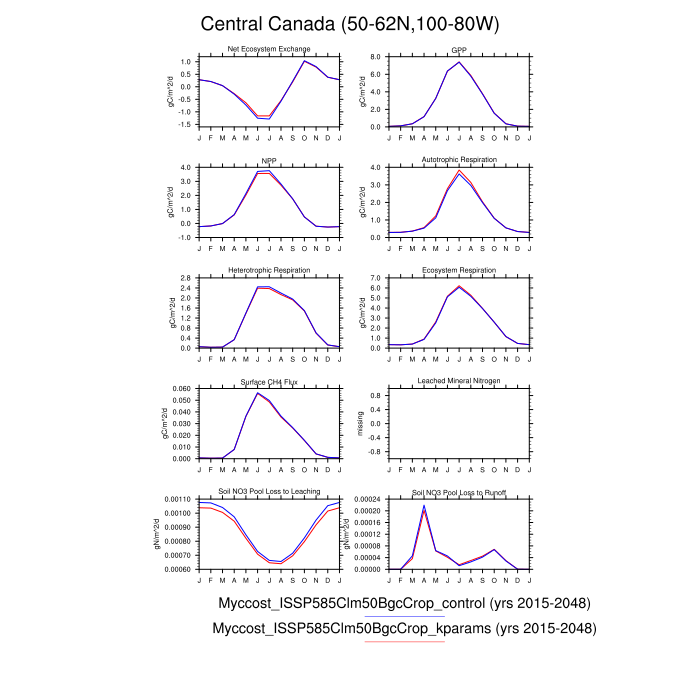 Central Canada (50-62N,100-80W)
Net Ecosystem Exchange
gC/m^2/d
1.0
0.5
0.0
-0.5
-1.0
-1.5
J F M A M J J A S O N D J
GPP
gC/m^2/d
8.0
6.0
4.0
2.0
0.0
J F M A M J J A S O N D J
NPP
gC/m^2/d
4.0
3.0
2.0
1.0
0.0
-1.0
J F M A M J J A S O N D J
Autotrophic Respiration
gC/m^2/d
4.0
3.0
2.0
1.0
0.0
J F M A M J J A S O N D J
Heterotrophic Respiration
gC/m^2/d
2.8
2.4
2.0
1.6
1.2
0.8
0.4
0.0
J F M A M J J A S O N D J
Ecosystem Respiration
gC/m^2/d
7.0
6.0
5.0
4.0
3.0
2.0
1.0
0.0
J F M A M J J A S O N D J
Surface CH4 Flux
gC/m^2/d
0.060
0.050
0.040
0.030
0.020
0.010
0.000
J F M A M J J A S O N D J
Leached Mineral Nitrogen
missing
0.8
0.4
-0.0
-0.4
-0.8
J F M A M J J A S O N D J
Soil NO3 Pool Loss to Leaching
gN/m^2/d
0.00110
0.00100
0.00090
0.00080
0.00070
0.00060
J F M A M J J A S O N D J
Soil NO3 Pool Loss to Runoff
gN/m^2/d
0.00024
0.00020
0.00016
0.00012
0.00008
0.00004
0.00000
J F M A M J J A S O N D J
Myccost_ISSP585Clm50BgcCrop_control (yrs 2015-2048)
Myccost_ISSP585Clm50BgcCrop_kparams (yrs 2015-2048)